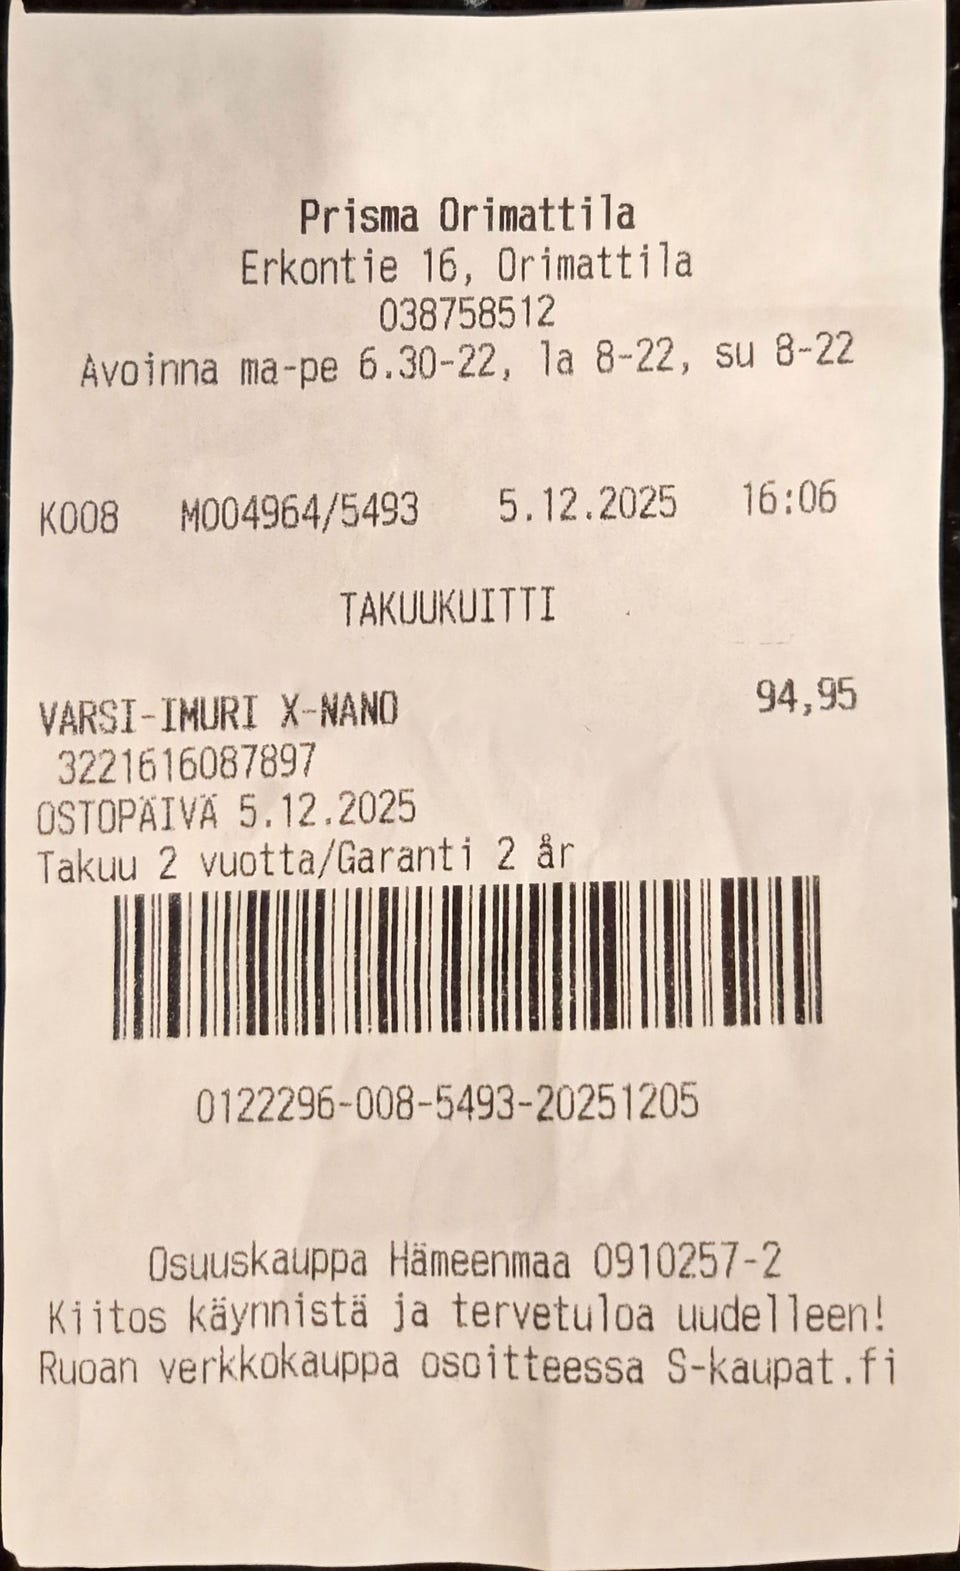 Prisma Orimattila
Erkontie 16, Orimattila
038758512
Avoinna ma-pe 6.30-22, la 8-22, su 8-22
K008 M004964/5493 5.12.2025 16:06
TAKUUKUITTI
VARSI-IMURI X-NANO 94,95
3221616087897
OSTOPÄIVÄ 5.12.2025
Takuu 2 vuotta/Garanti 2 år
0122296-008-5493-20251205
Osuuskauppa Hämeenmaa 0910257-2
Kiitos käynnistä ja tervetuloa uudelleen!
Ruoan verkkokauppa osoitteessa S-kaupat.fi